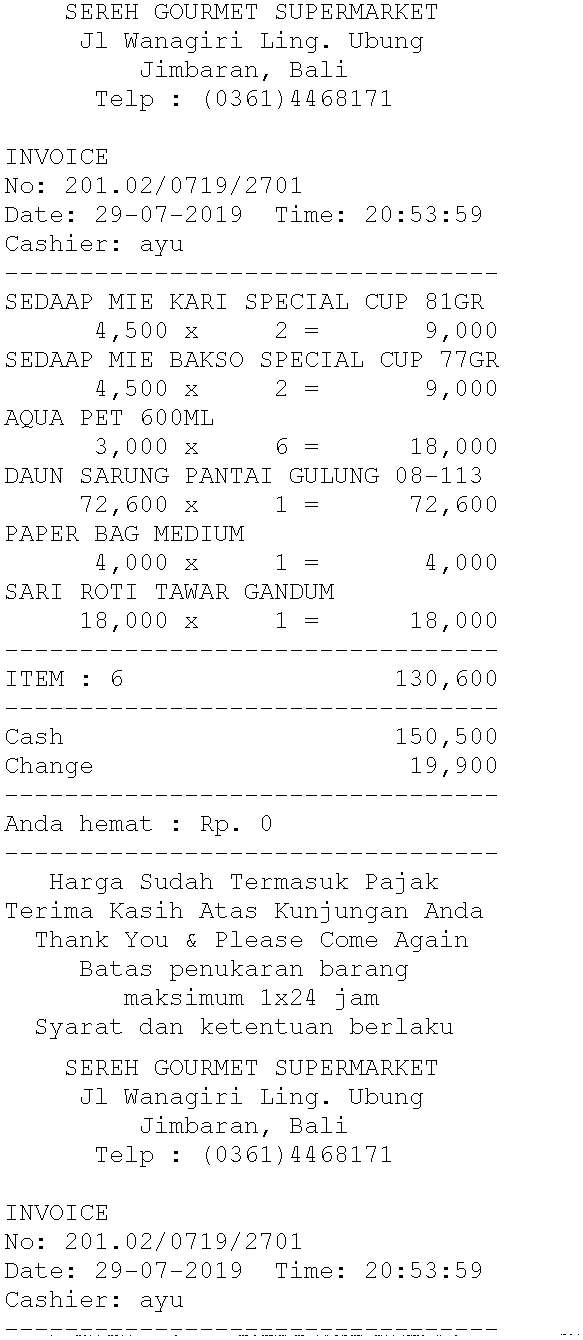 SEREH GOURMET SUPERMARKET
Jl Wanagiri Ling. Ubung
Jimbaran, Bali
Telp : (0361)4468171
INVOICE
No: 201.02/0719/2701
Date: 29-07-2019 Time: 20:53:59
Cashier: ayu
---------------------------------
SEDAAP MIE KARI SPECIAL CUP 81GR
4,500 x 2 = 9,000
SEDAAP MIE BAKSO SPECIAL CUP 77GR
4,500 x 2 = 9,000
AQUA PET 600ML
3,000 x 6 = 18,000
DAUN SARUNG PANTAI GULUNG 08-113
72,600 x 1 = 72,600
PAPER BAG MEDIUM
4,000 x 1 = 4,000
SARI ROTI TAWAR GANDUM
18,000 x 1 = 18,000
---------------------------------
ITEM : 6 130,600
---------------------------------
Cash 150,500
Change 19,900
---------------------------------
Anda hemat : Rp. 0
---------------------------------
Harga Sudah Termasuk Pajak
Terima Kasih Atas Kunjungan Anda
Thank You & Please Come Again
Batas penukaran barang
maksimum 1x24 jam
Syarat dan ketentuan berlaku
SEREH GOURMET SUPERMARKET
Jl Wanagiri Ling. Ubung
Jimbaran, Bali
Telp : (0361)4468171
INVOICE
No: 201.02/0719/2701
Date: 29-07-2019 Time: 20:53:59
Cashier: ayu
---------------------------------